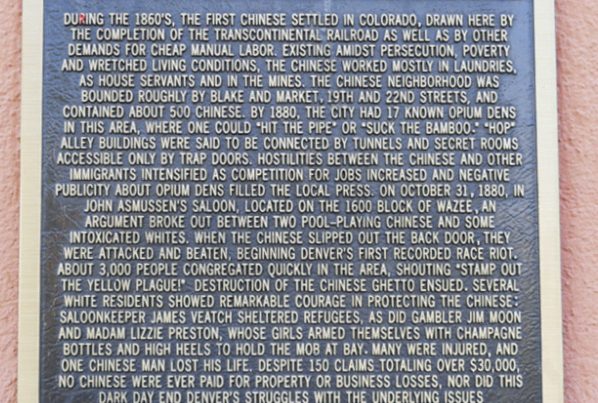 DURING THE 1860'S, THE FIRST CHINESE SETTLED IN COLORADO, DRAWN HERE BY
THE COMPLETION OF THE TRANSCONTINENTAL RAILROAD AS WELL AS BY OTHER
DEMANDS FOR CHEAP MANUAL LABOR. EXISTING AMIDST PERSECUTION, POVERTY
AND WRETCHED LIVING CONDITIONS, THE CHINESE WORKED MOSTLY IN LAUNDRIES,
AS HOUSE SERVANTS AND IN THE MINES. THE CHINESE NEIGHBORHOOD WAS
BOUNDED ROUGHLY BY BLAKE AND MARKET, 19TH AND 22ND STREETS, AND
CONTAINED ABOUT 500 CHINESE. BY 1880, THE CITY HAD 17 KNOWN OPIUM DENS
IN THIS AREA, WHERE ONE COULD "HIT THE PIPE" OR "SUCK THE BAMBOO." "HOP"
ALLEY BUILDINGS WERE SAID TO BE CONNECTED BY TUNNELS AND SECRET ROOMS
ACCESSIBLE ONLY BY TRAP DOORS. HOSTILITIES BETWEEN THE CHINESE AND OTHER
IMMIGRANTS INTENSIFIED AS COMPETITION FOR JOBS INCREASED AND NEGATIVE
PUBLICITY ABOUT OPIUM DENS FILLED THE LOCAL PRESS. ON OCTOBER 31, 1880, IN
JOHN ASMUSSEN'S SALOON, LOCATED ON THE 1600 BLOCK OF WAZEE, AN
ARGUMENT BROKE OUT BETWEEN TWO POOL-PLAYING CHINESE AND SOME
INTOXICATED WHITES. WHEN THE CHINESE SLIPPED OUT THE BACK DOOR, THEY
WERE ATTACKED AND BEATEN, BEGINNING DENVER'S FIRST RECORDED RACE RIOT.
ABOUT 3,000 PEOPLE CONGREGATED QUICKLY IN THE AREA, SHOUTING "STAMP OUT
THE YELLOW PLAGUE!" DESTRUCTION OF THE CHINESE GHETTO ENSUED. SEVERAL
WHITE RESIDENTS SHOWED REMARKABLE COURAGE IN PROTECTING THE CHINESE:
SALOONKEEPER JAMES VEATCH SHELTERED REFUGEES, AS DID GAMBLER JIM MOON
AND MADAM LIZZIE PRESTON, WHOSE GIRLS ARMED THEMSELVES WITH CHAMPAGNE
BOTTLES AND HIGH HEELS TO HOLD THE MOB AT BAY. MANY WERE INJURED, AND
ONE CHINESE MAN LOST HIS LIFE. DESPITE 150 CLAIMS TOTALING OVER $30,000,
NO CHINESE WERE EVER PAID FOR PROPERTY OR BUSINESS LOSSES, NOR DID THIS
DARK DAY END DENVER'S STRUGGLES WITH THE UNDERLYING ISSUES